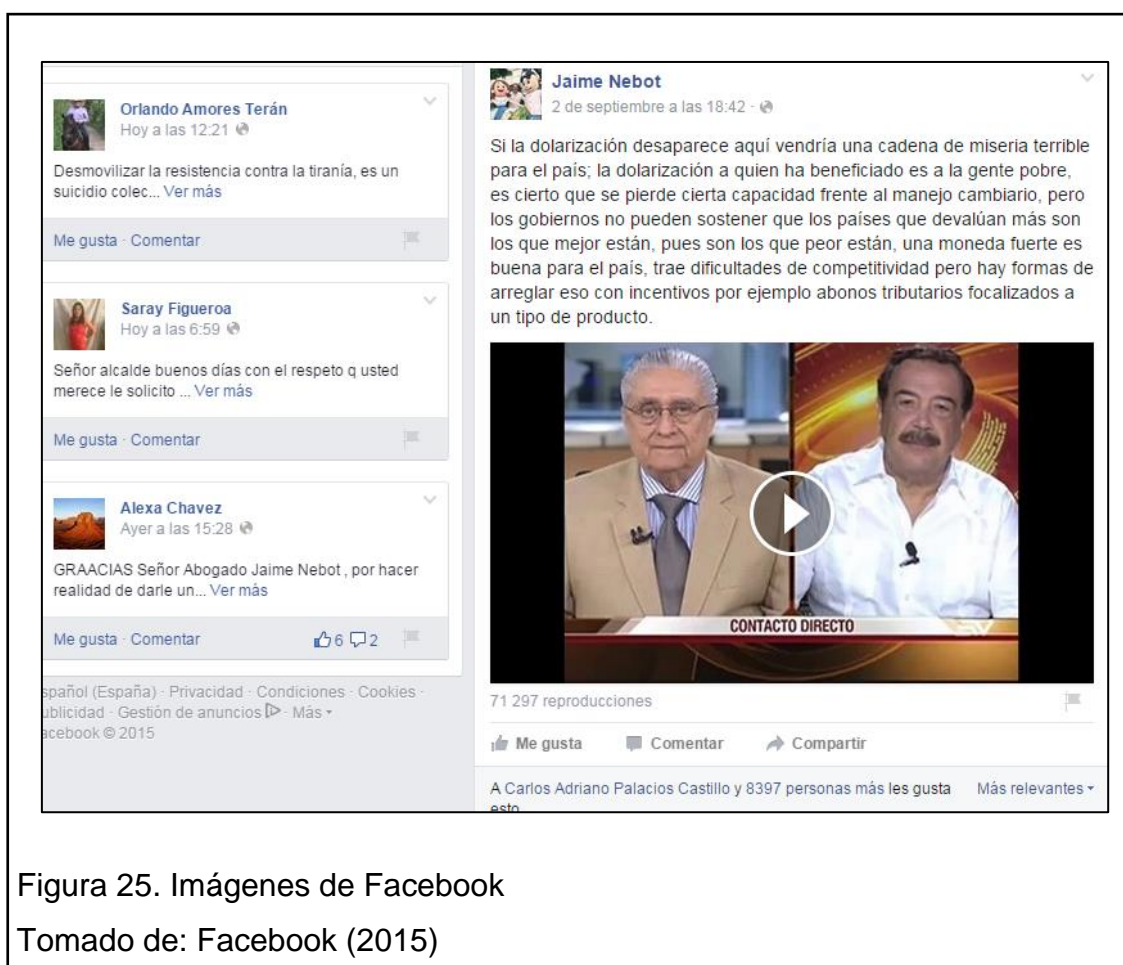 Orlando Amores Terán
Hoy a las 12:21
Desmovilizar la resistencia contra la tiranía, es un
suicidio colec... Ver más
Me gusta · Comentar
Saray Figueroa
Hoy a las 6:59
Señor alcalde buenos días con el respeto q usted
merece le solicito ... Ver más
Me gusta · Comentar
Alexa Chavez
Ayer a las 15:28
GRAACIAS Señor Abogado Jaime Nebot , por hacer
realidad de darle un... Ver más
Me gusta · Comentar 6 2
spañol (España) · Privacidad · Condiciones · Cookies ·
ublicidad · Gestión de anuncios · Más
acebook © 2015
Jaime Nebot
2 de septiembre a las 18:42 ·
Si la dolarización desaparece aquí vendría una cadena de miseria terrible
para el país; la dolarización a quien ha beneficiado es a la gente pobre,
es cierto que se pierde cierta capacidad frente al manejo cambiario, pero
los gobiernos no pueden sostener que los países que devalúan más son
los que mejor están, pues son los que peor están, una moneda fuerte es
buena para el país, trae dificultades de competitividad pero hay formas de
arreglar eso con incentivos por ejemplo abonos tributarios focalizados a
un tipo de producto.
CONTACTO DIRECTO
71 297 reproducciones
Me gusta Comentar Compartir
A Carlos Adriano Palacios Castillo y 8397 personas más les gusta Más relevantes
esto
Figura 25. Imágenes de Facebook
Tomado de: Facebook (2015)